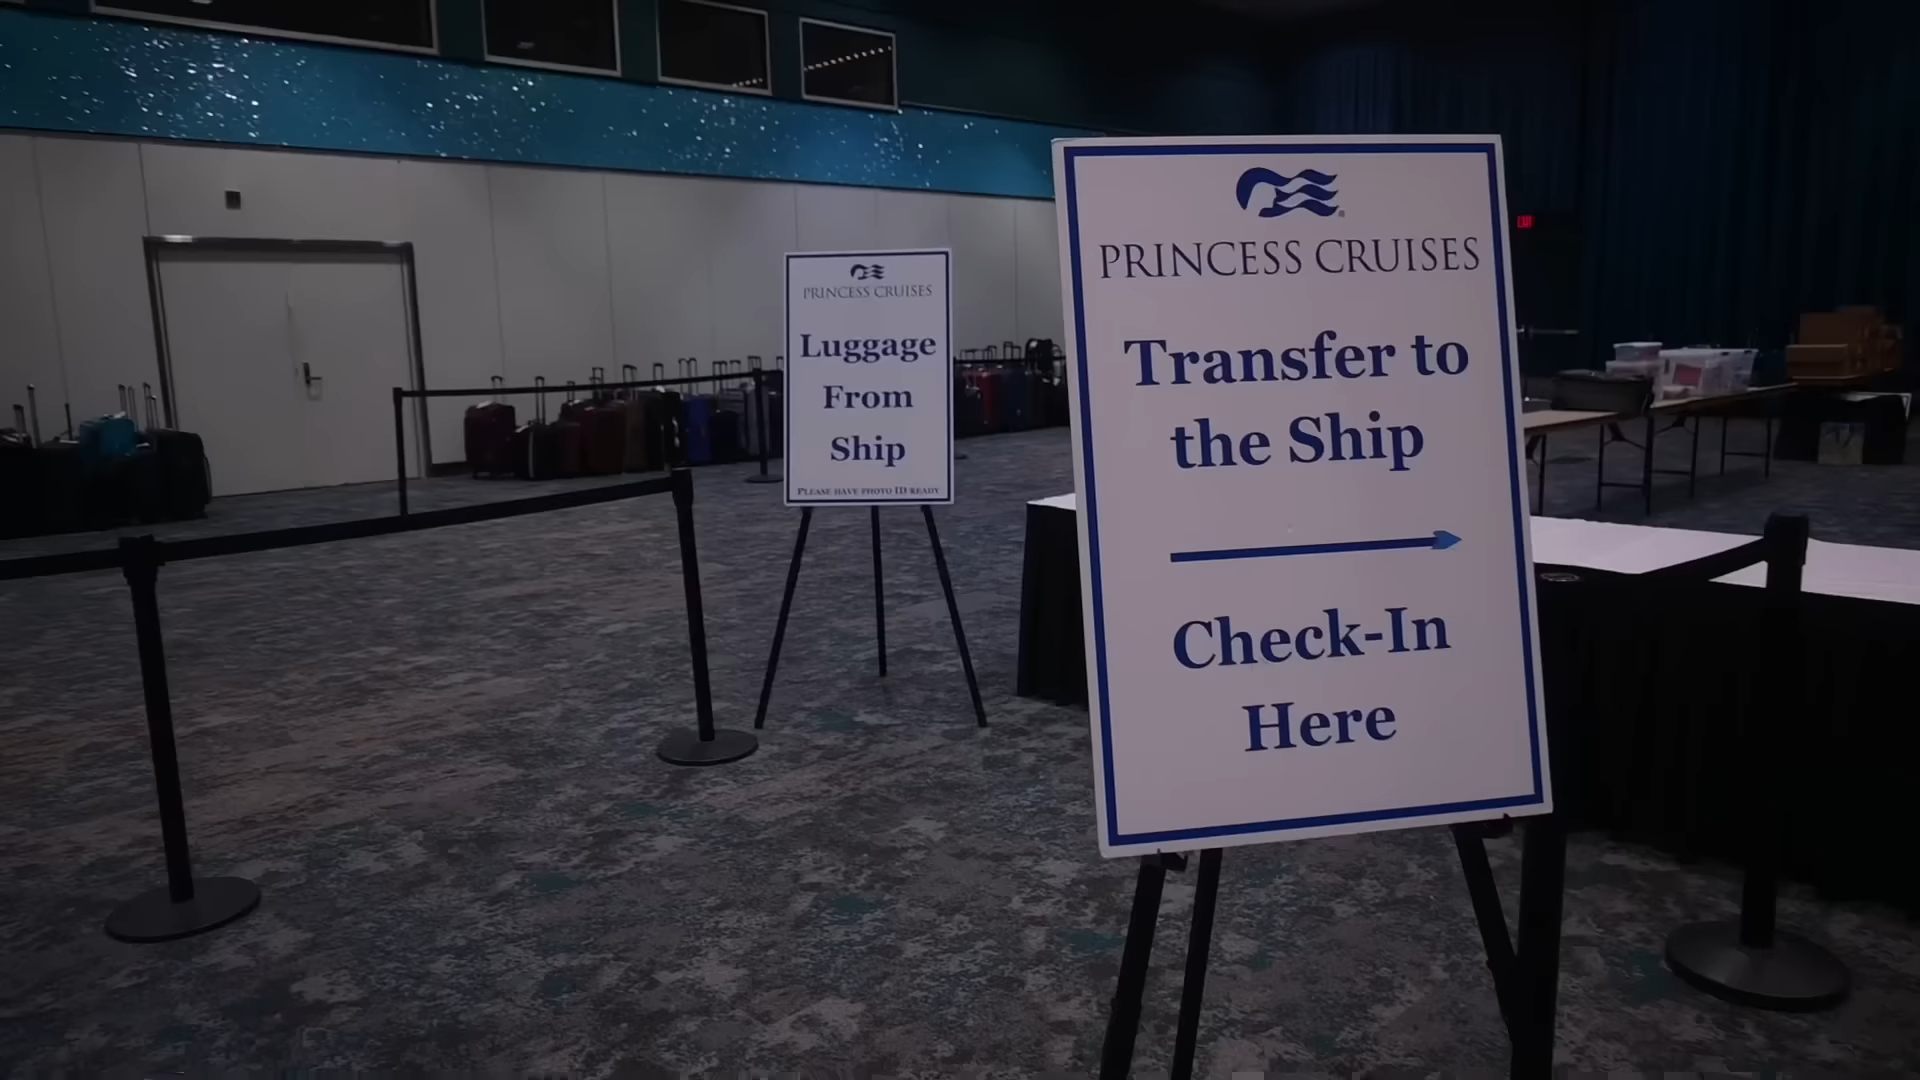 PRINCESS CRUISES
Luggage
From
Ship
PLEASE HAVE PHOTO ID READY
PRINCESS CRUISES
Transfer to
the Ship
Check-In
Here
EXIT